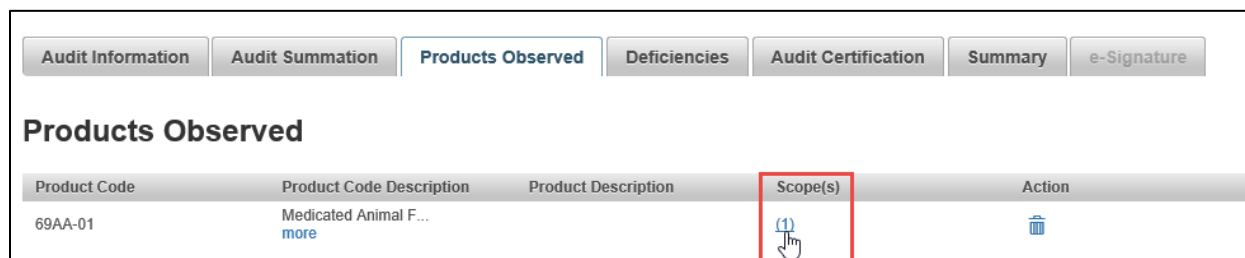 Audit Information Audit Summation Products Observed Deficiencies Audit Certification Summary e-Signature
Products Observed
Product Code Product Code Description Product Description Scope(s) Action
69AA-01 Medicated Animal F... (1)
more